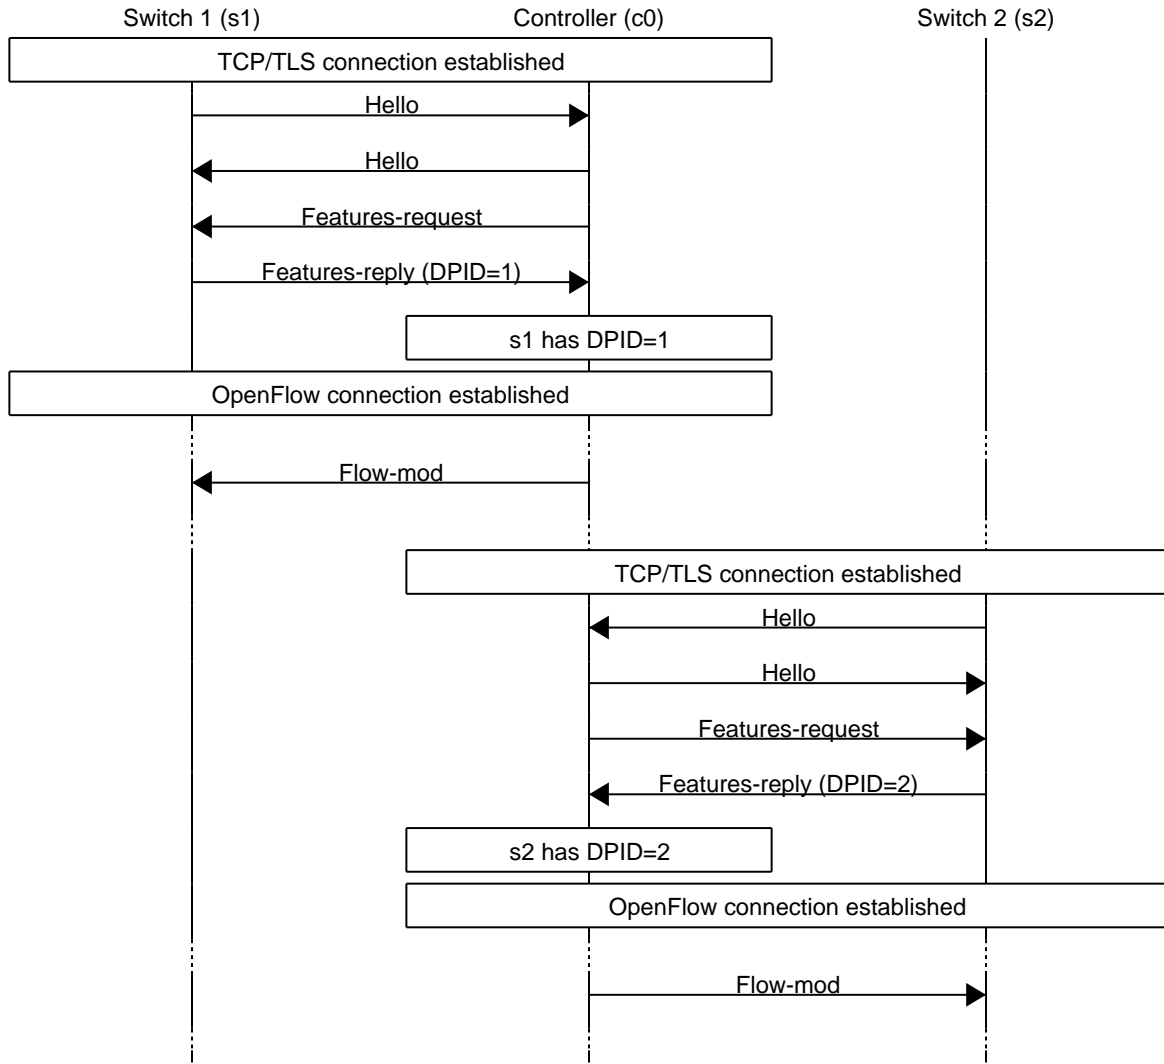 Switch 1 (s1)
Controller (c0)
Switch 2 (s2)
TCP/TLS connection established
Hello
Hello
Features-request
Features-reply (DPID=1)
s1 has DPID=1
OpenFlow connection established
Flow-mod
TCP/TLS connection established
Hello
Hello
Features-request
Features-reply (DPID=2)
s2 has DPID=2
OpenFlow connection established
Flow-mod